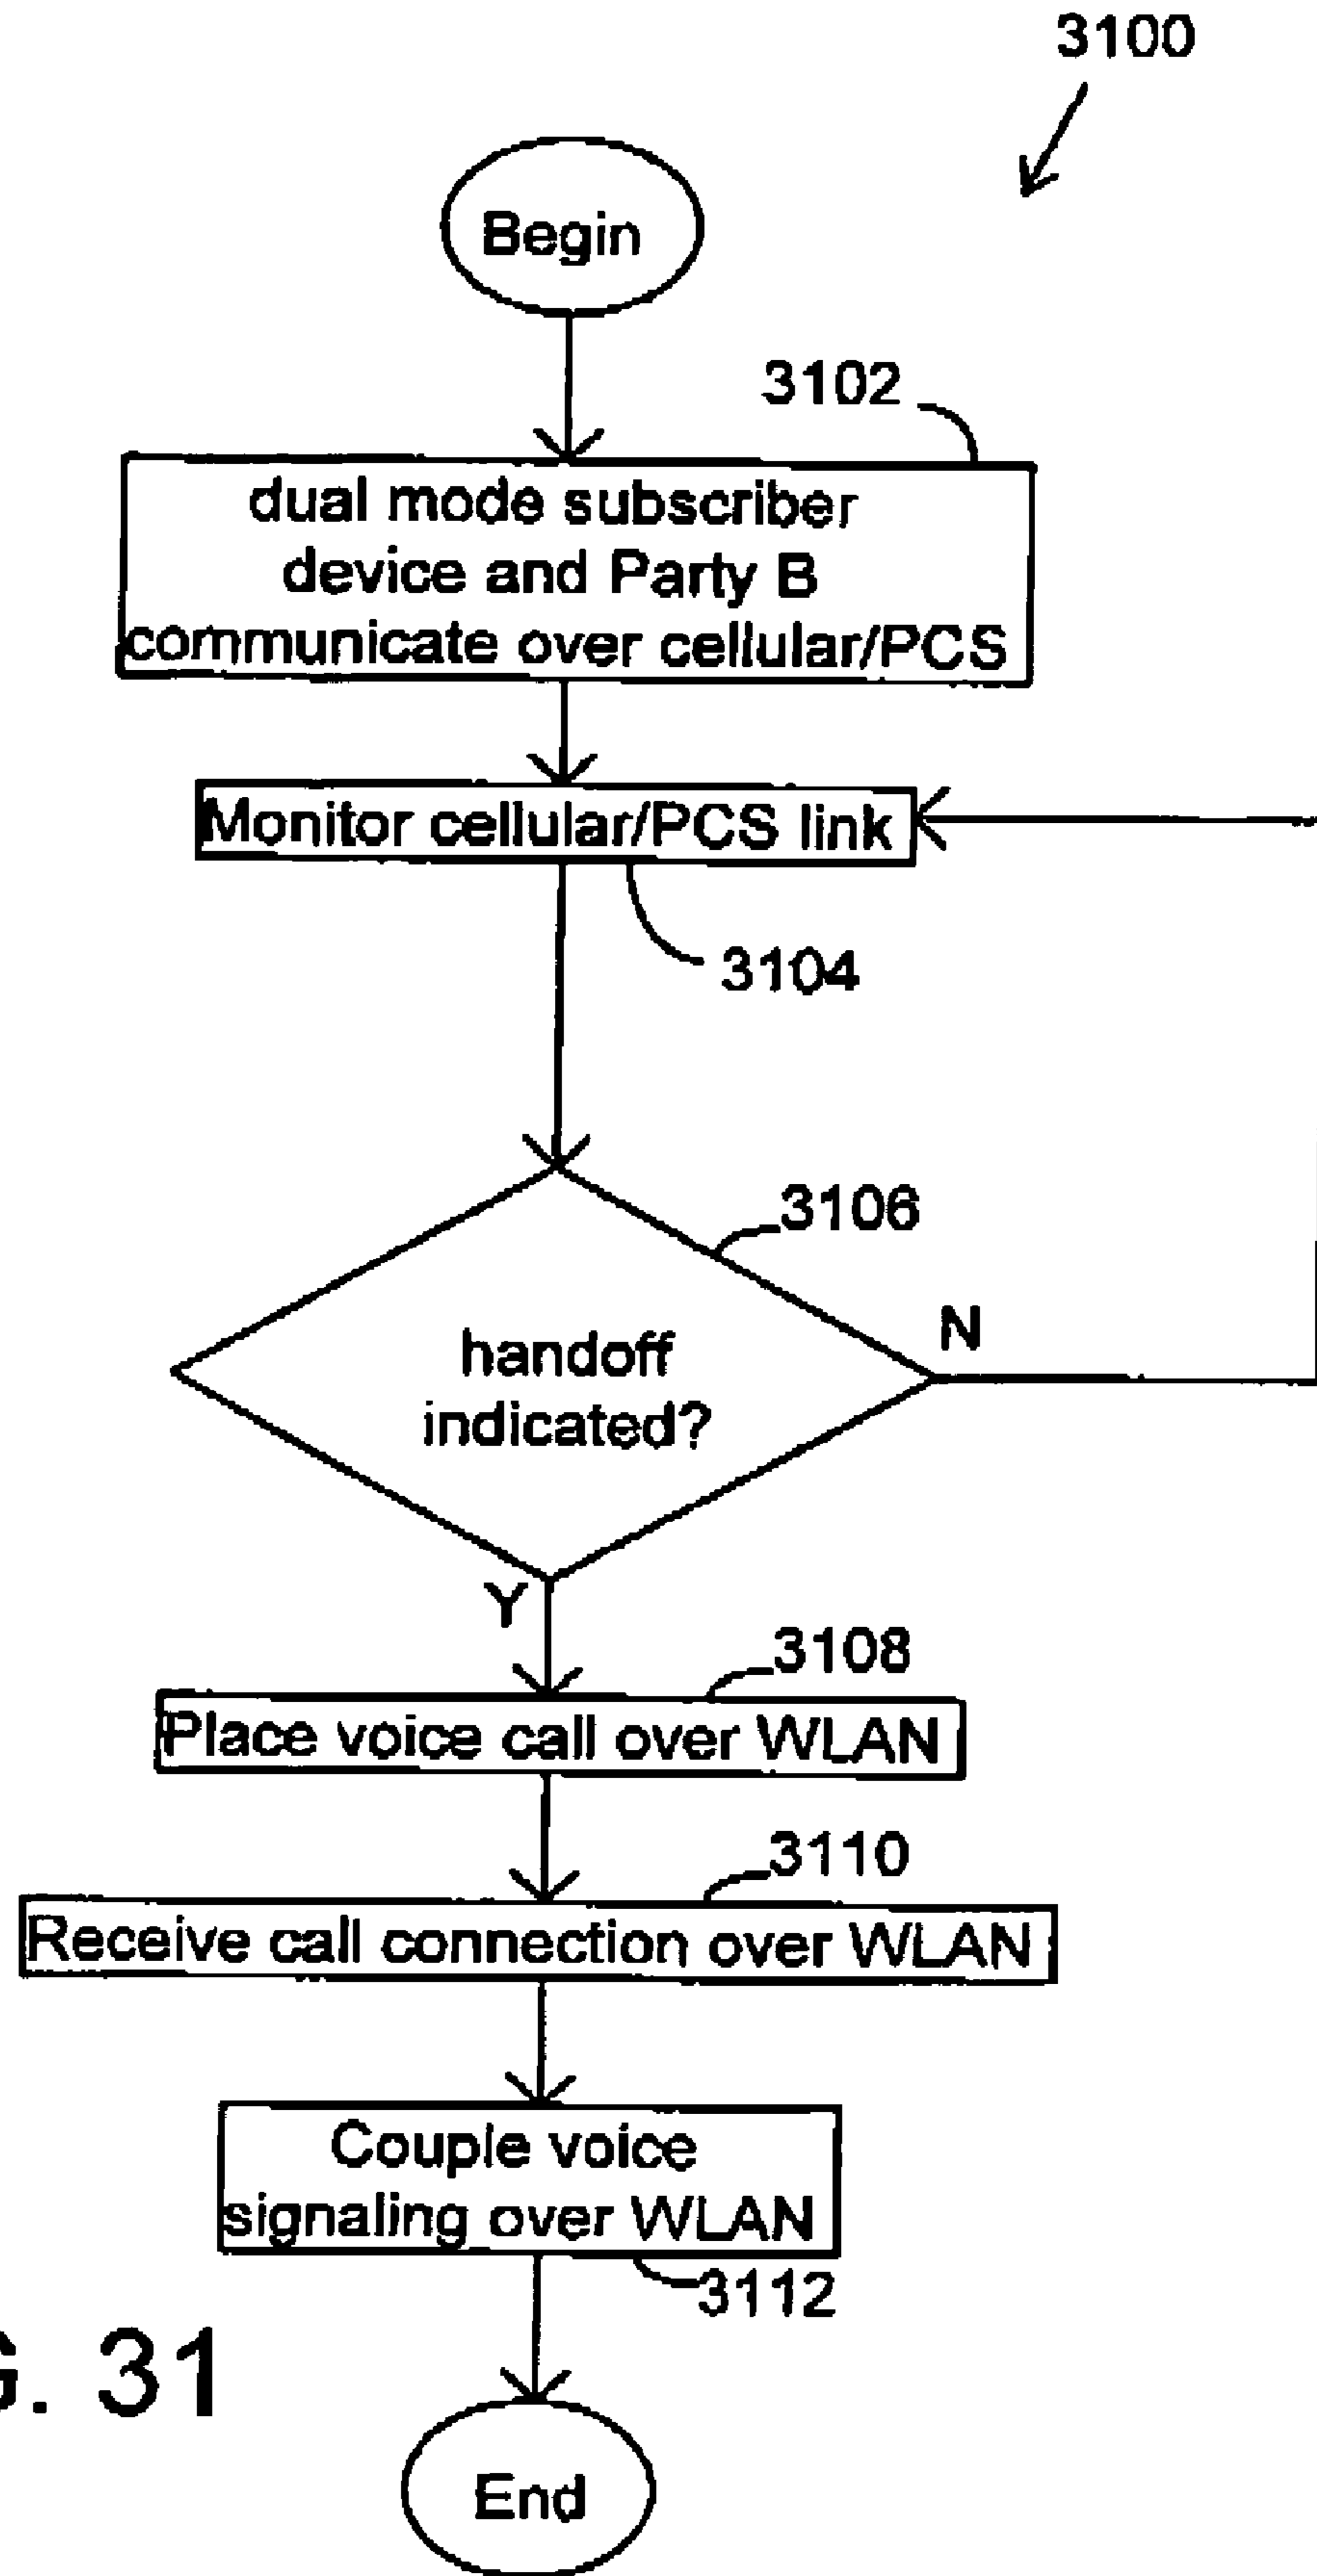 3100
Begin
3102
dual mode subscriber
device and Party B
communicate over cellular/PCS
Monitor cellular/PCS link
3104
3106
handoff
indicated?
N
Y
3108
Place voice call over WLAN
3110
Receive call connection over WLAN
Couple voice
signaling over WLAN
3112
G. 31
End